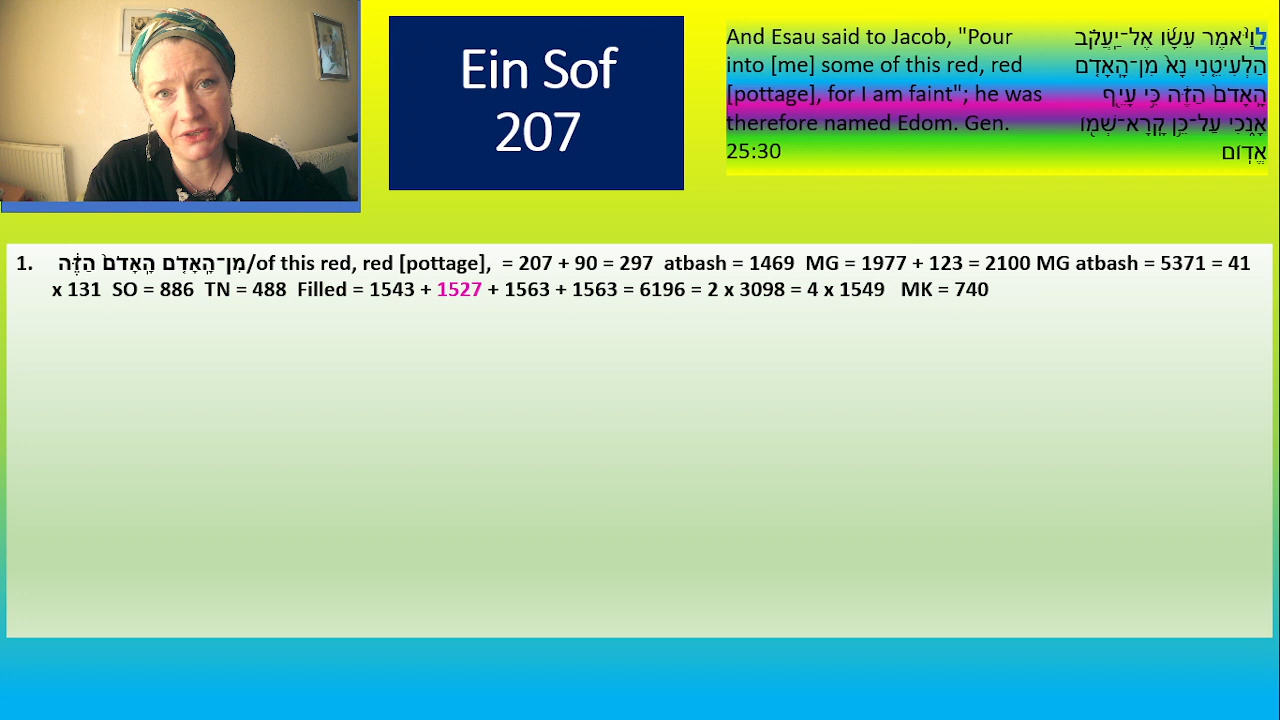 Ein Sof
207
And Esau said to Jacob, "Pour
into [me] some of this red, red
[pottage], for I am faint"; he was
therefore named Edom. Gen.
25:30
לוַיֹּ֨אמֶר עֵשָׂ֜ו אֶל־יַֽעֲקֹ֗ב
הַלְעִיטֵ֤נִי נָא֙ מִן־הָֽאָדֹ֤ם
הָֽאָדֹם֙ הַזֶּ֔ה כִּ֥י עָיֵ֖ף
אָנֹ֑כִי עַל־כֵּ֥ן קָרָֽא־שְׁמ֖וֹ
אֱדֽוֹם
1. מִן־הָֽאָדֹ֤ם הָֽאָדֹם֙ הַזֶּ֔ה/of this red, red [pottage], = 207 + 90 = 297 atbash = 1469 MG = 1977 + 123 = 2100 MG atbash = 5371 = 41
x 131 SO = 886 TN = 488 Filled = 1543 + 1527 + 1563 + 1563 = 6196 = 2 x 3098 = 4 x 1549 MK = 740